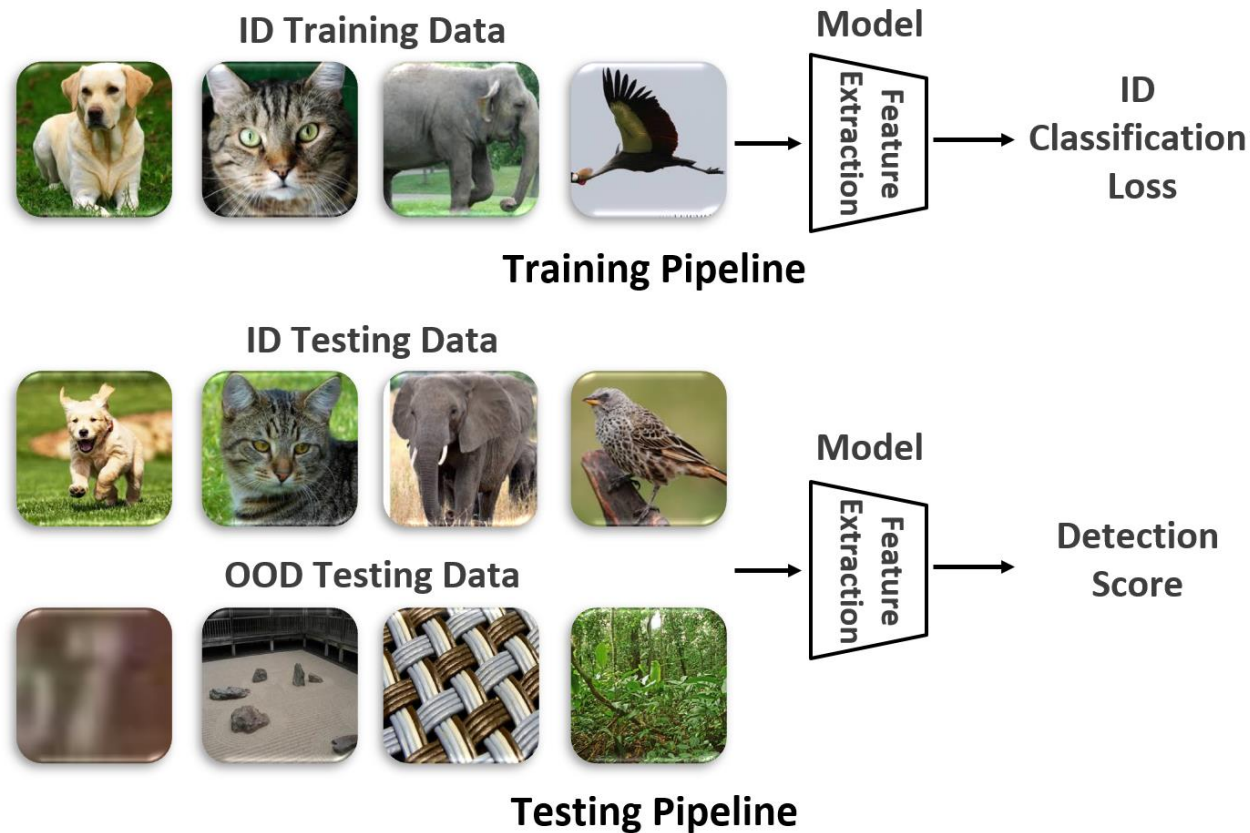 ID Training Data
Model
Feature
Extraction
ID
Classification
Loss
Training Pipeline
ID Testing Data
OOD Testing Data
Model
Feature
Extraction
Detection
Score
Testing Pipeline